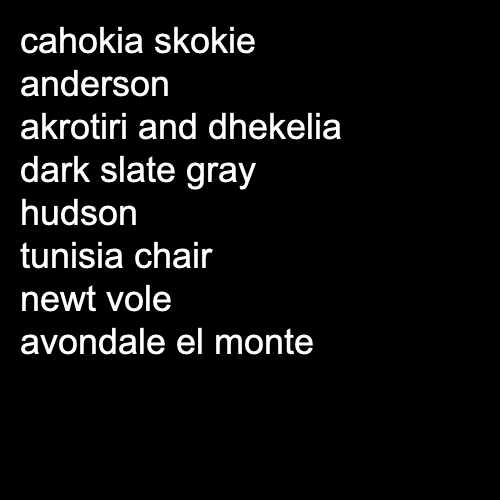 cahokia skokie
anderson
akrotiri and dhekelia
dark slate gray
hudson
tunisia chair
newt vole
avondale el monte